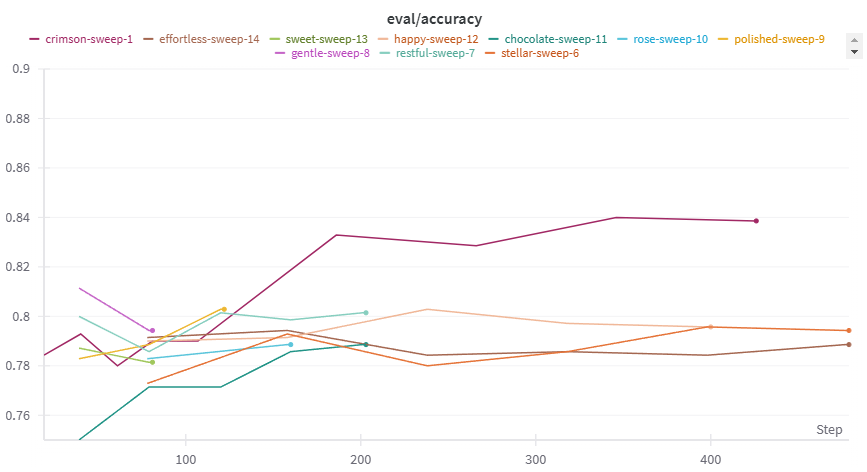 eval/accuracy
crimson-sweep-1 effortless-sweep-14 sweet-sweep-13 happy-sweep-12 chocolate-sweep-11 rose-sweep-10 polished-sweep-9
gentle-sweep-8 restful-sweep-7 stellar-sweep-6
0.9
0.88
0.86
0.84
0.82
0.8
0.78
0.76
Step
100 200 300 400